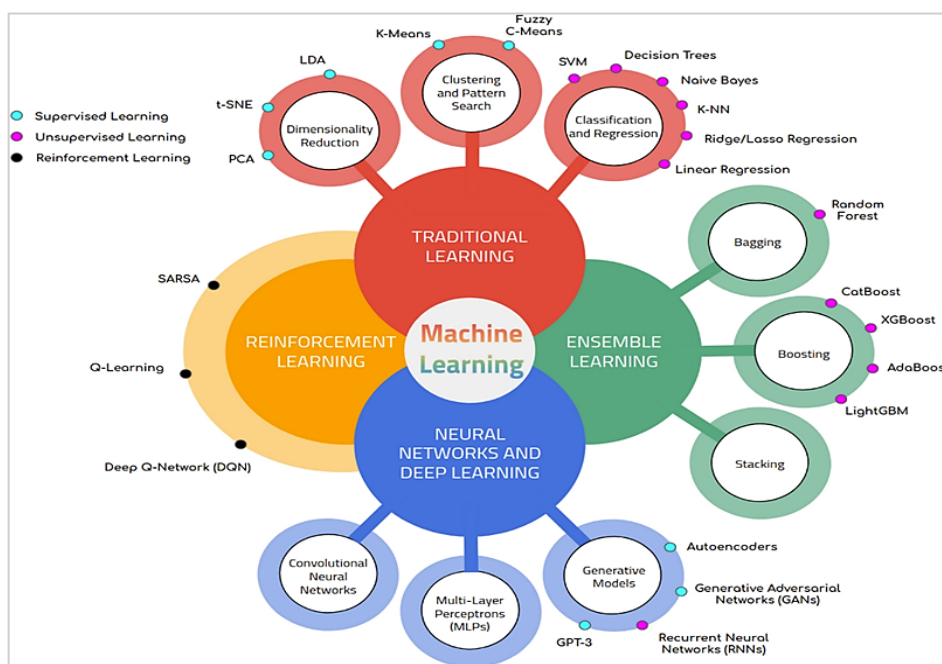 Supervised Learning
Unsupervised Learning
Reinforcement Learning
LDA
t-SNE
PCA
Dimensionality
Reduction
K-Means
Fuzzy
C-Means
Clustering
and Pattern
Search
SVM
Decision Trees
Naive Bayes
K-NN
Ridge/Lasso Regression
Linear Regression
Classification
and Regression
TRADITIONAL
LEARNING
SARSA
Q-Learning
Deep Q-Network (DQN)
REINFORCEMENT
LEARNING
Machine
Learning
ENSEMBLE
LEARNING
Bagging
Random
Forest
Boosting
CatBoost
XGBoost
AdaBoost
LightGBM
Stacking
NEURAL
NETWORKS AND
DEEP LEARNING
Convolutional
Neural
Networks
Multi-Layer
Perceptrons
(MLPs)
Generative
Models
Autoencoders
Generative Adversarial
Networks (GANs)
GPT-3
Recurrent Neural
Networks (RNNs)